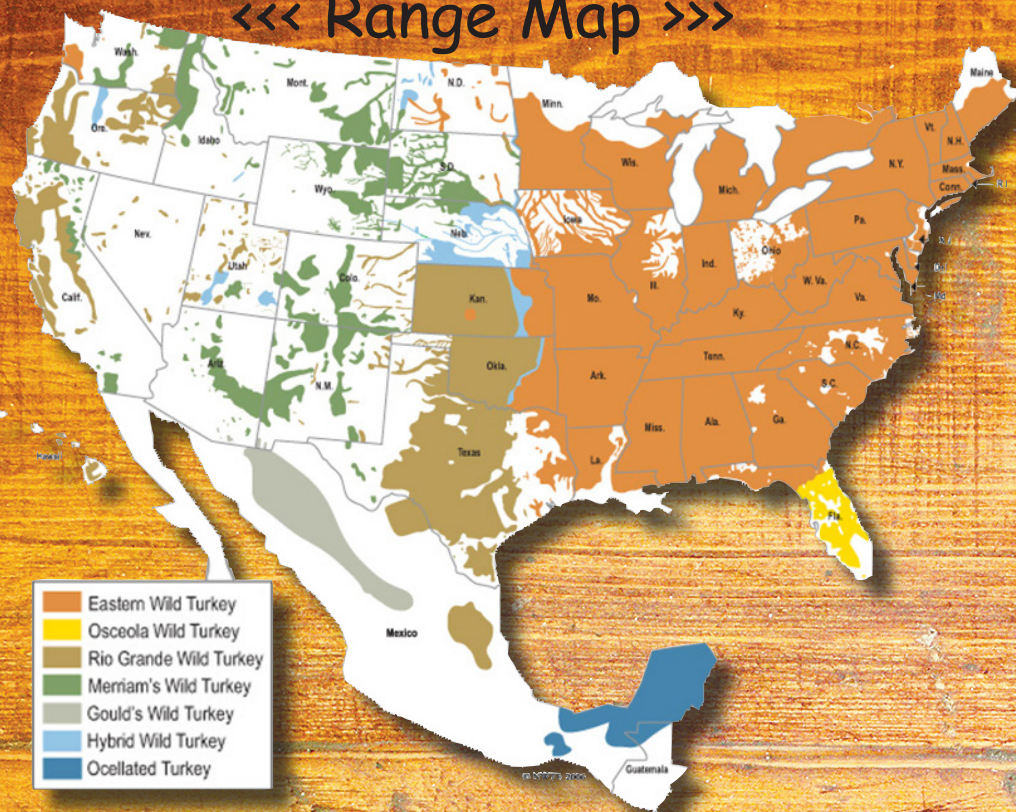 <<< Range Map >>>
Wash.
Mont.
N.D.
Minn.
Maine
Ore.
Idaho
S.D.
Wis.
Vt.
N.H.
N.Y.
Mass.
Conn.
R I
Wyo.
Mich.
Iowa
Neb.
Pa.
Nev.
Utah
Colo.
Ill.
Ind.
Ohio
W. Va.
Va.
Calif.
Kan.
Mo.
Ky.
Ariz.
N.M.
Okla.
Ark.
Tenn.
N.C.
S.C.
Texas
La.
Miss.
Ala.
Ga.
Fla.
Hawaii
Mexico
Guatemala
Eastern Wild Turkey
Osceola Wild Turkey
Rio Grande Wild Turkey
Merriam's Wild Turkey
Gould's Wild Turkey
Hybrid Wild Turkey
Ocellated Turkey